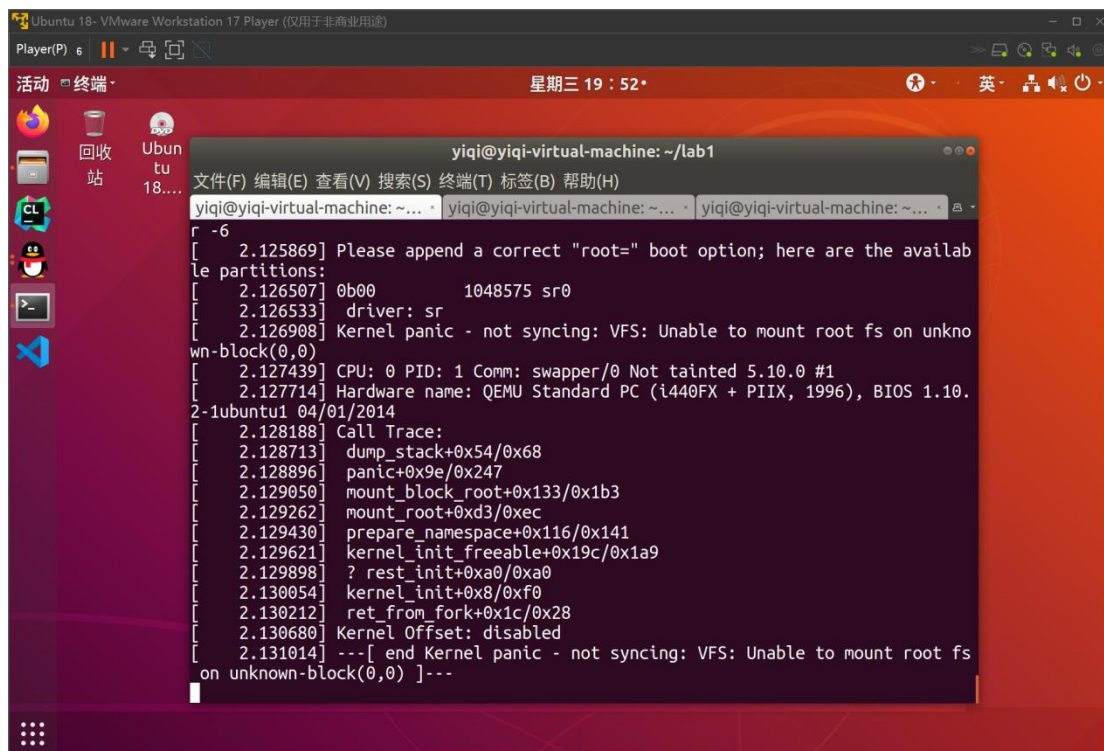 Ubuntu 18- VMware Workstation 17 Player (仅用于非商业用途)
Player(P) 6
活动 终端 星期三 19：52 英
回收站
Ubuntu 18....
DVD
CL
yiqi@yiqi-virtual-machine: ~/lab1
文件(F) 编辑(E) 查看(V) 搜索(S) 终端(T) 标签(B) 帮助(H)
yiqi@yiqi-virtual-machine: ~... yiqi@yiqi-virtual-machine: ~... yiqi@yiqi-virtual-machine: ~...
r -6
[    2.125869] Please append a correct "root=" boot option; here are the availab
le partitions:
[    2.126507] 0b00         1048575 sr0
[    2.126533]  driver: sr
[    2.126908] Kernel panic - not syncing: VFS: Unable to mount root fs on unkno
wn-block(0,0)
[    2.127439] CPU: 0 PID: 1 Comm: swapper/0 Not tainted 5.10.0 #1
[    2.127714] Hardware name: QEMU Standard PC (i440FX + PIIX, 1996), BIOS 1.10.
2-1ubuntu1 04/01/2014
[    2.128188] Call Trace:
[    2.128713]  dump_stack+0x54/0x68
[    2.128896]  panic+0x9e/0x247
[    2.129050]  mount_block_root+0x133/0x1b3
[    2.129262]  mount_root+0xd3/0xec
[    2.129430]  prepare_namespace+0x116/0x141
[    2.129621]  kernel_init_freeable+0x19c/0x1a9
[    2.129898]  ? rest_init+0xa0/0xa0
[    2.130054]  kernel_init+0x8/0xf0
[    2.130212]  ret_from_fork+0x1c/0x28
[    2.130680] Kernel Offset: disabled
[    2.131014] ---[ end Kernel panic - not syncing: VFS: Unable to mount root fs
 on unknown-block(0,0) ]---